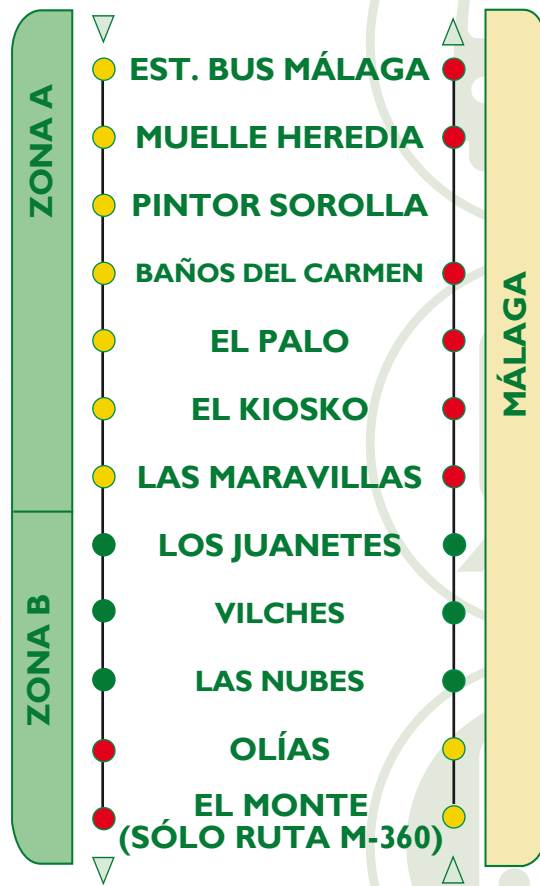 ZONA A
EST. BUS MÁLAGA
MUELLE HEREDIA
PINTOR SOROLLA
BAÑOS DEL CARMEN
EL PALO
EL KIOSKO
LAS MARAVILLAS
ZONA B
LOS JUANETES
VILCHES
LAS NUBES
OLÍAS
EL MONTE
(SÓLO RUTA M-360)
MÁLAGA